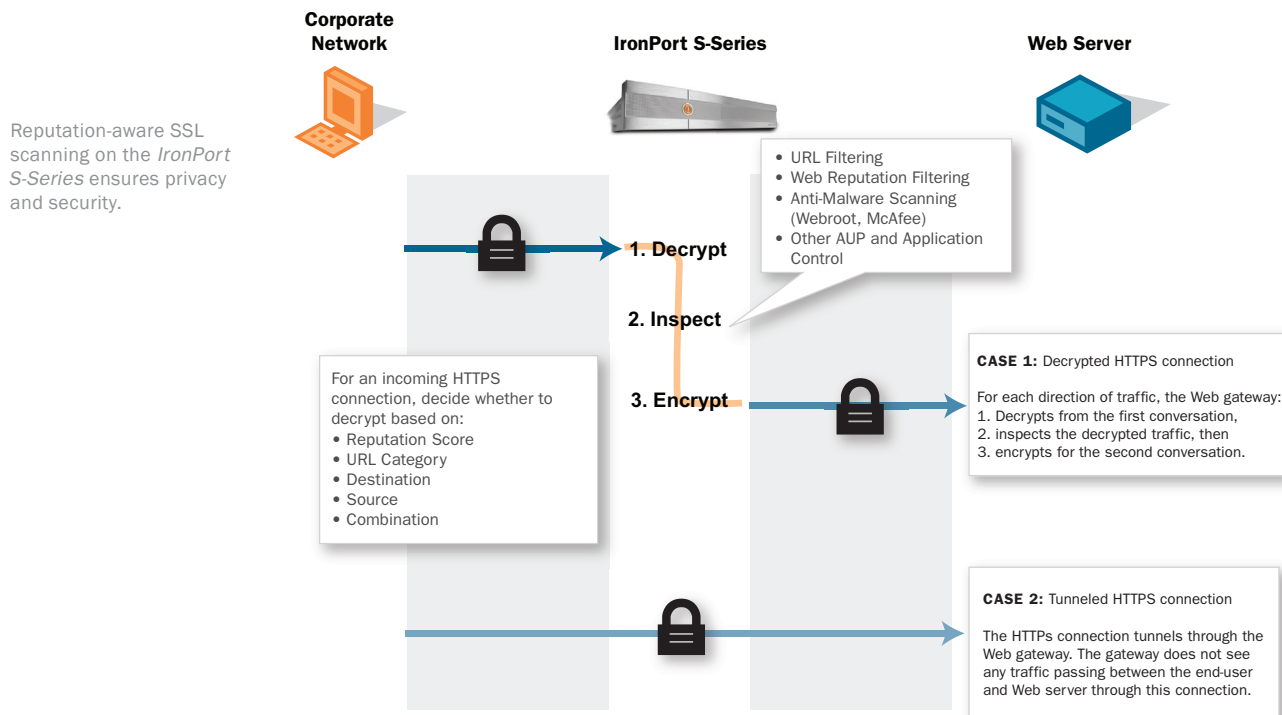 Corporate
Network
IronPort S-Series
Web Server
Reputation-aware SSL
scanning on the IronPort
S-Series ensures privacy
and security.
• URL Filtering
• Web Reputation Filtering
• Anti-Malware Scanning
(Webroot, McAfee)
• Other AUP and Application
Control
1. Decrypt
2. Inspect
3. Encrypt
For an incoming HTTPS
connection, decide whether to
decrypt based on:
• Reputation Score
• URL Category
• Destination
• Source
• Combination
CASE 1: Decrypted HTTPS connection
For each direction of traffic, the Web gateway:
1. Decrypts from the first conversation,
2. inspects the decrypted traffic, then
3. encrypts for the second conversation.
CASE 2: Tunneled HTTPS connection
The HTTPs connection tunnels through the
Web gateway. The gateway does not see
any traffic passing between the end-user
and Web server through this connection.